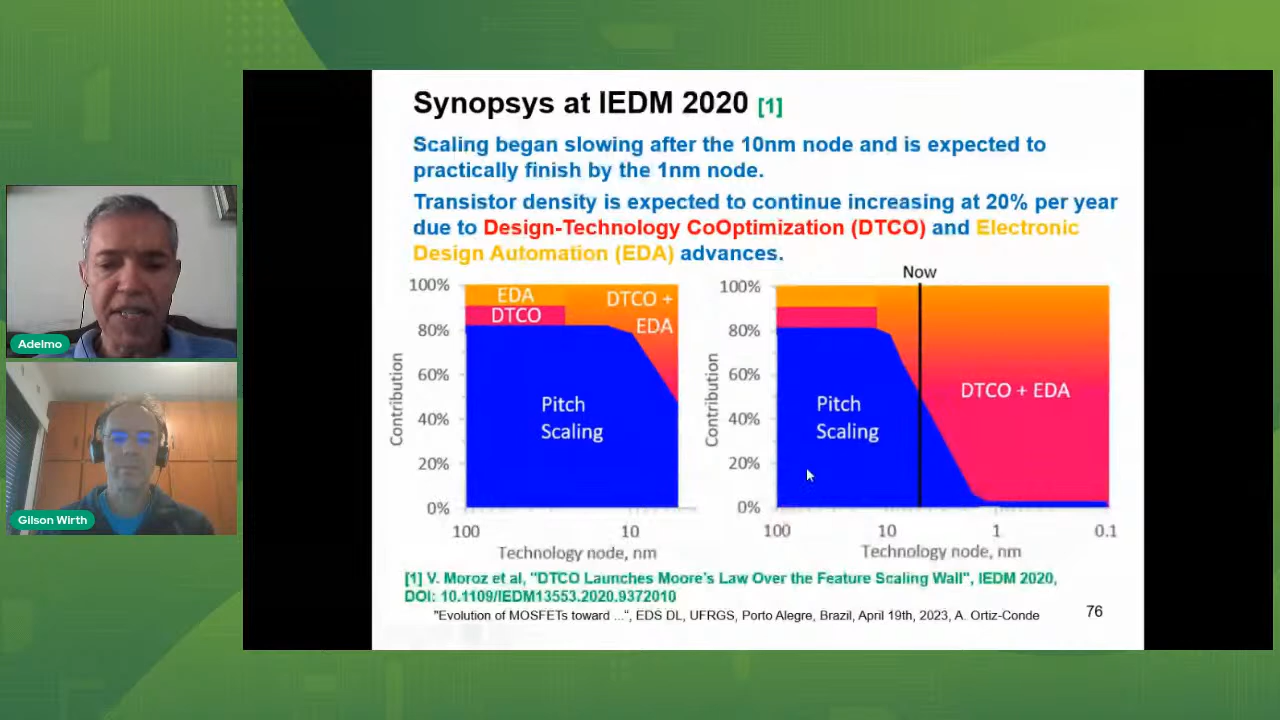 Synopsys at IEDM 2020 [1]
Scaling began slowing after the 10nm node and is expected to
practically finish by the 1nm node.
Transistor density is expected to continue increasing at 20% per year
due to Design-Technology CoOptimization (DTCO) and Electronic
Design Automation (EDA) advances.
100%
80%
60%
40%
20%
0%
Contribution
EDA
DTCO
DTCO +
EDA
Pitch
Scaling
100
10
Technology node, nm
Now
100%
80%
60%
40%
20%
0%
Contribution
Pitch
Scaling
DTCO + EDA
100
10
1
0.1
Technology node, nm
[1] V. Moroz et al, "DTCO Launches Moore's Law Over the Feature Scaling Wall", IEDM 2020,
DOI: 10.1109/IEDM13553.2020.9372010
"Evolution of MOSFETs toward ...", EDS DL, UFRGS, Porto Alegre, Brazil, April 19th, 2023, A. Ortiz-Conde
76
Adelmo
Gilson Wirth